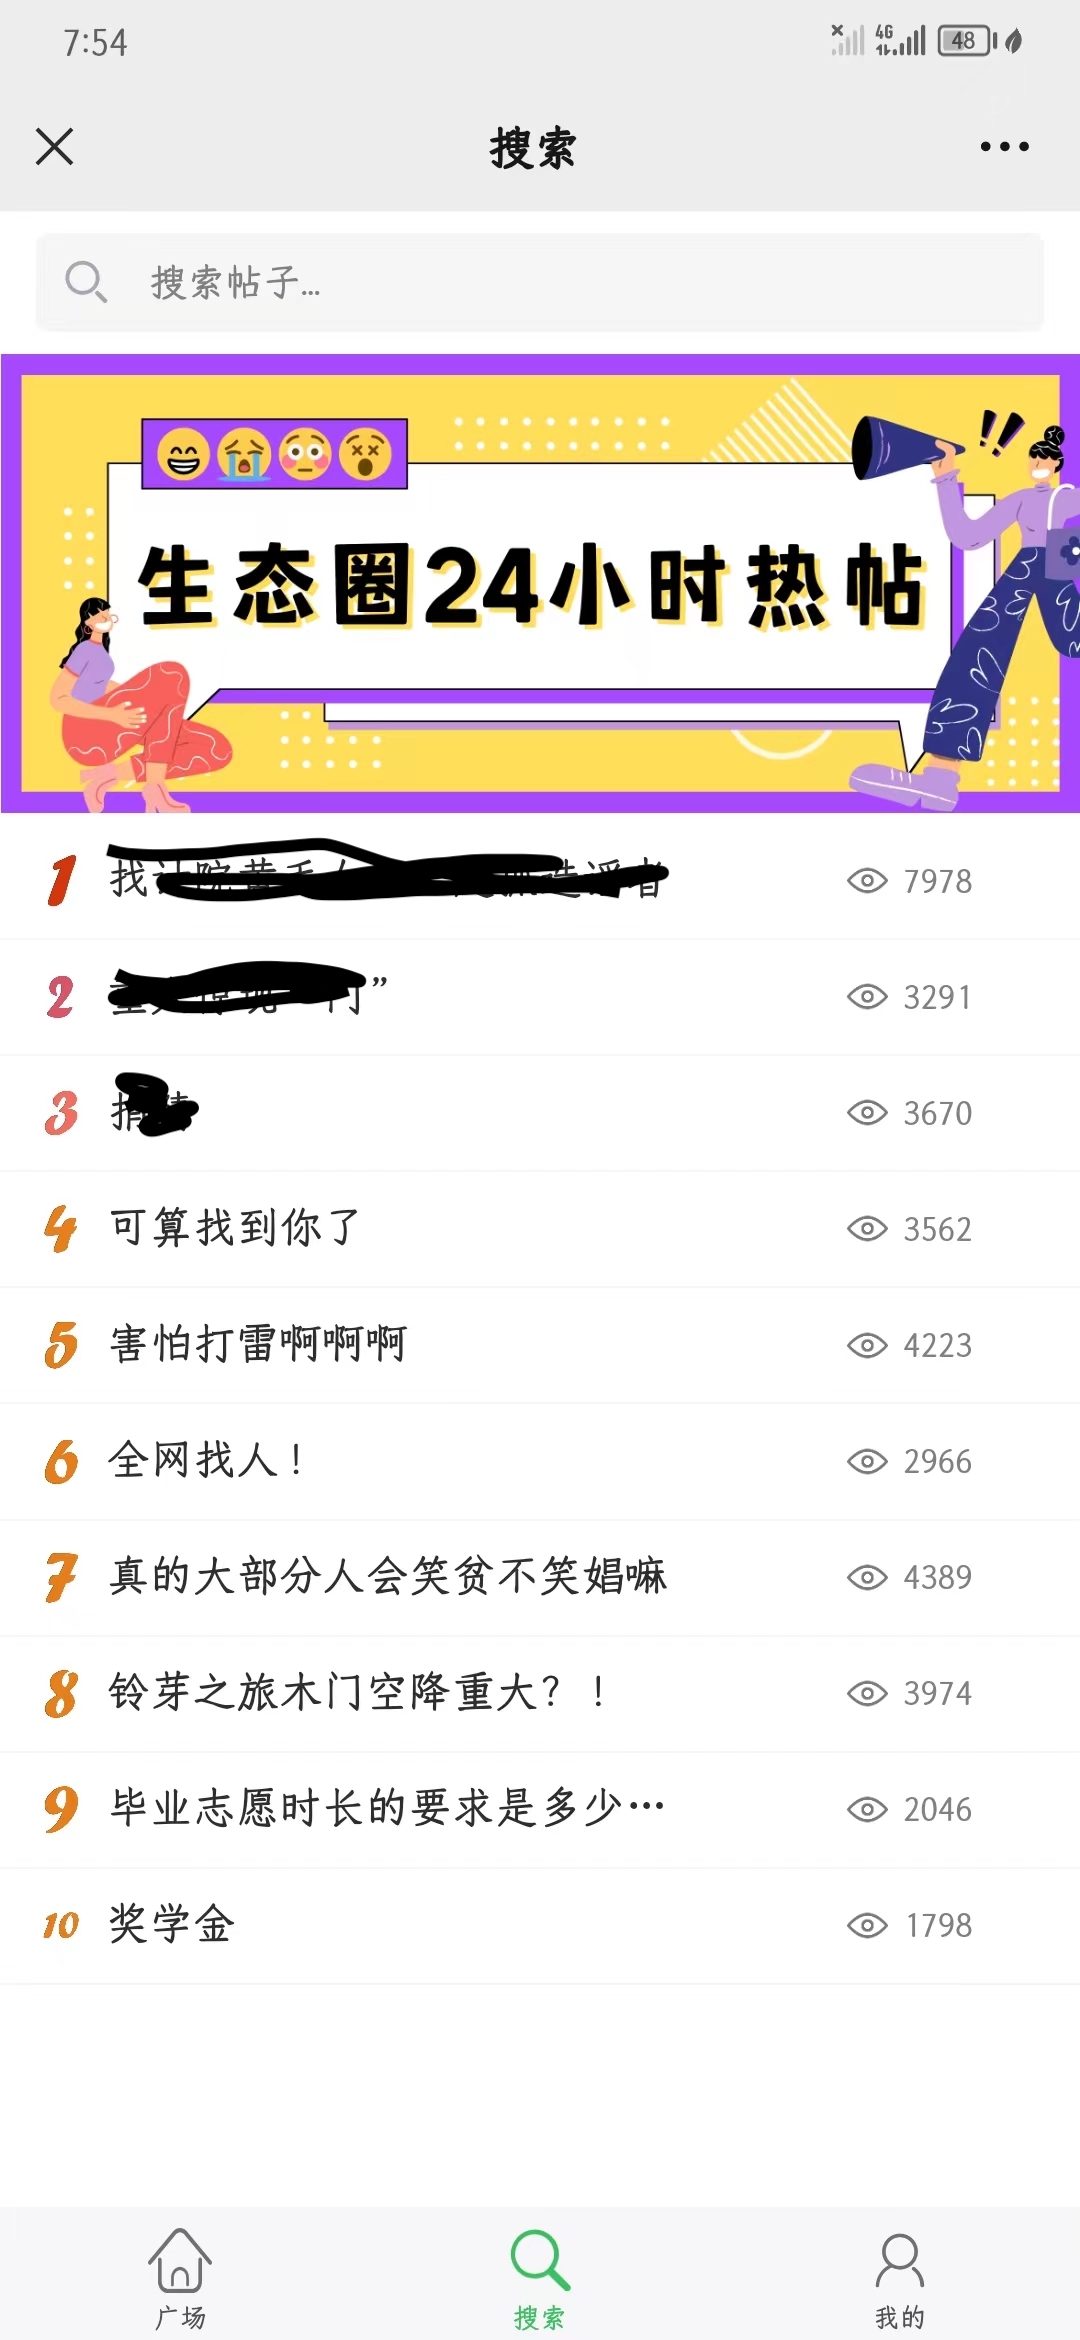 7:54
4G
48
搜索
搜索帖子...
生态圈24小时热帖
1 找 造谣者 7978
2 ” 3291
3 3670
4 可算找到你了 3562
5 害怕打雷啊啊啊 4223
6 全网找人！ 2966
7 真的大部分人会笑贫不笑娼嘛 4389
8 铃芽之旅木门空降重大？！ 3974
9 毕业志愿时长的要求是多少… 2046
10 奖学金 1798
广场 搜索 我的